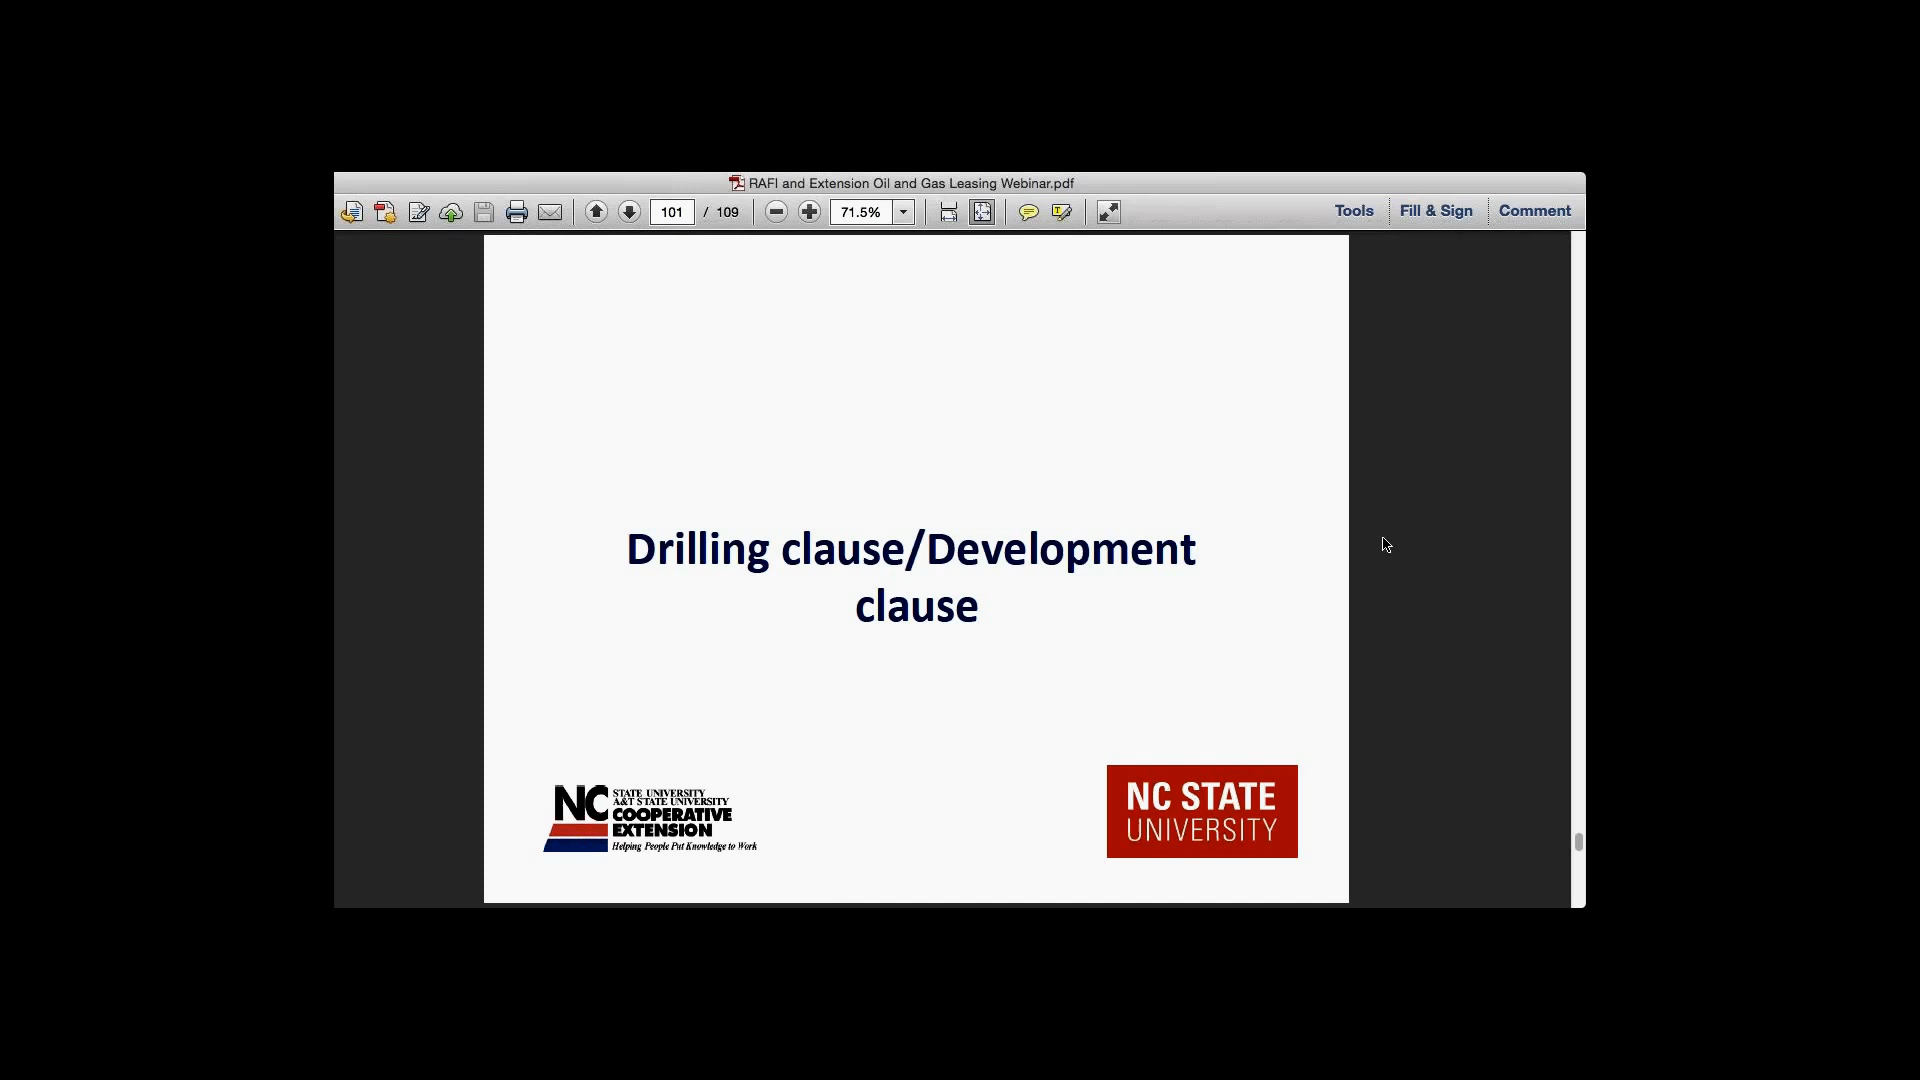 RAFI and Extension Oil and Gas Leasing Webinar.pdf
101 / 109 71.5% Tools Fill & Sign Comment
Drilling clause/Development
clause
NC STATE UNIVERSITY
A&T STATE UNIVERSITY
COOPERATIVE
EXTENSION
Helping People Put Knowledge to Work
NC STATE
UNIVERSITY